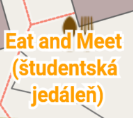 Eat and Meet
(študentská
jedáleň)